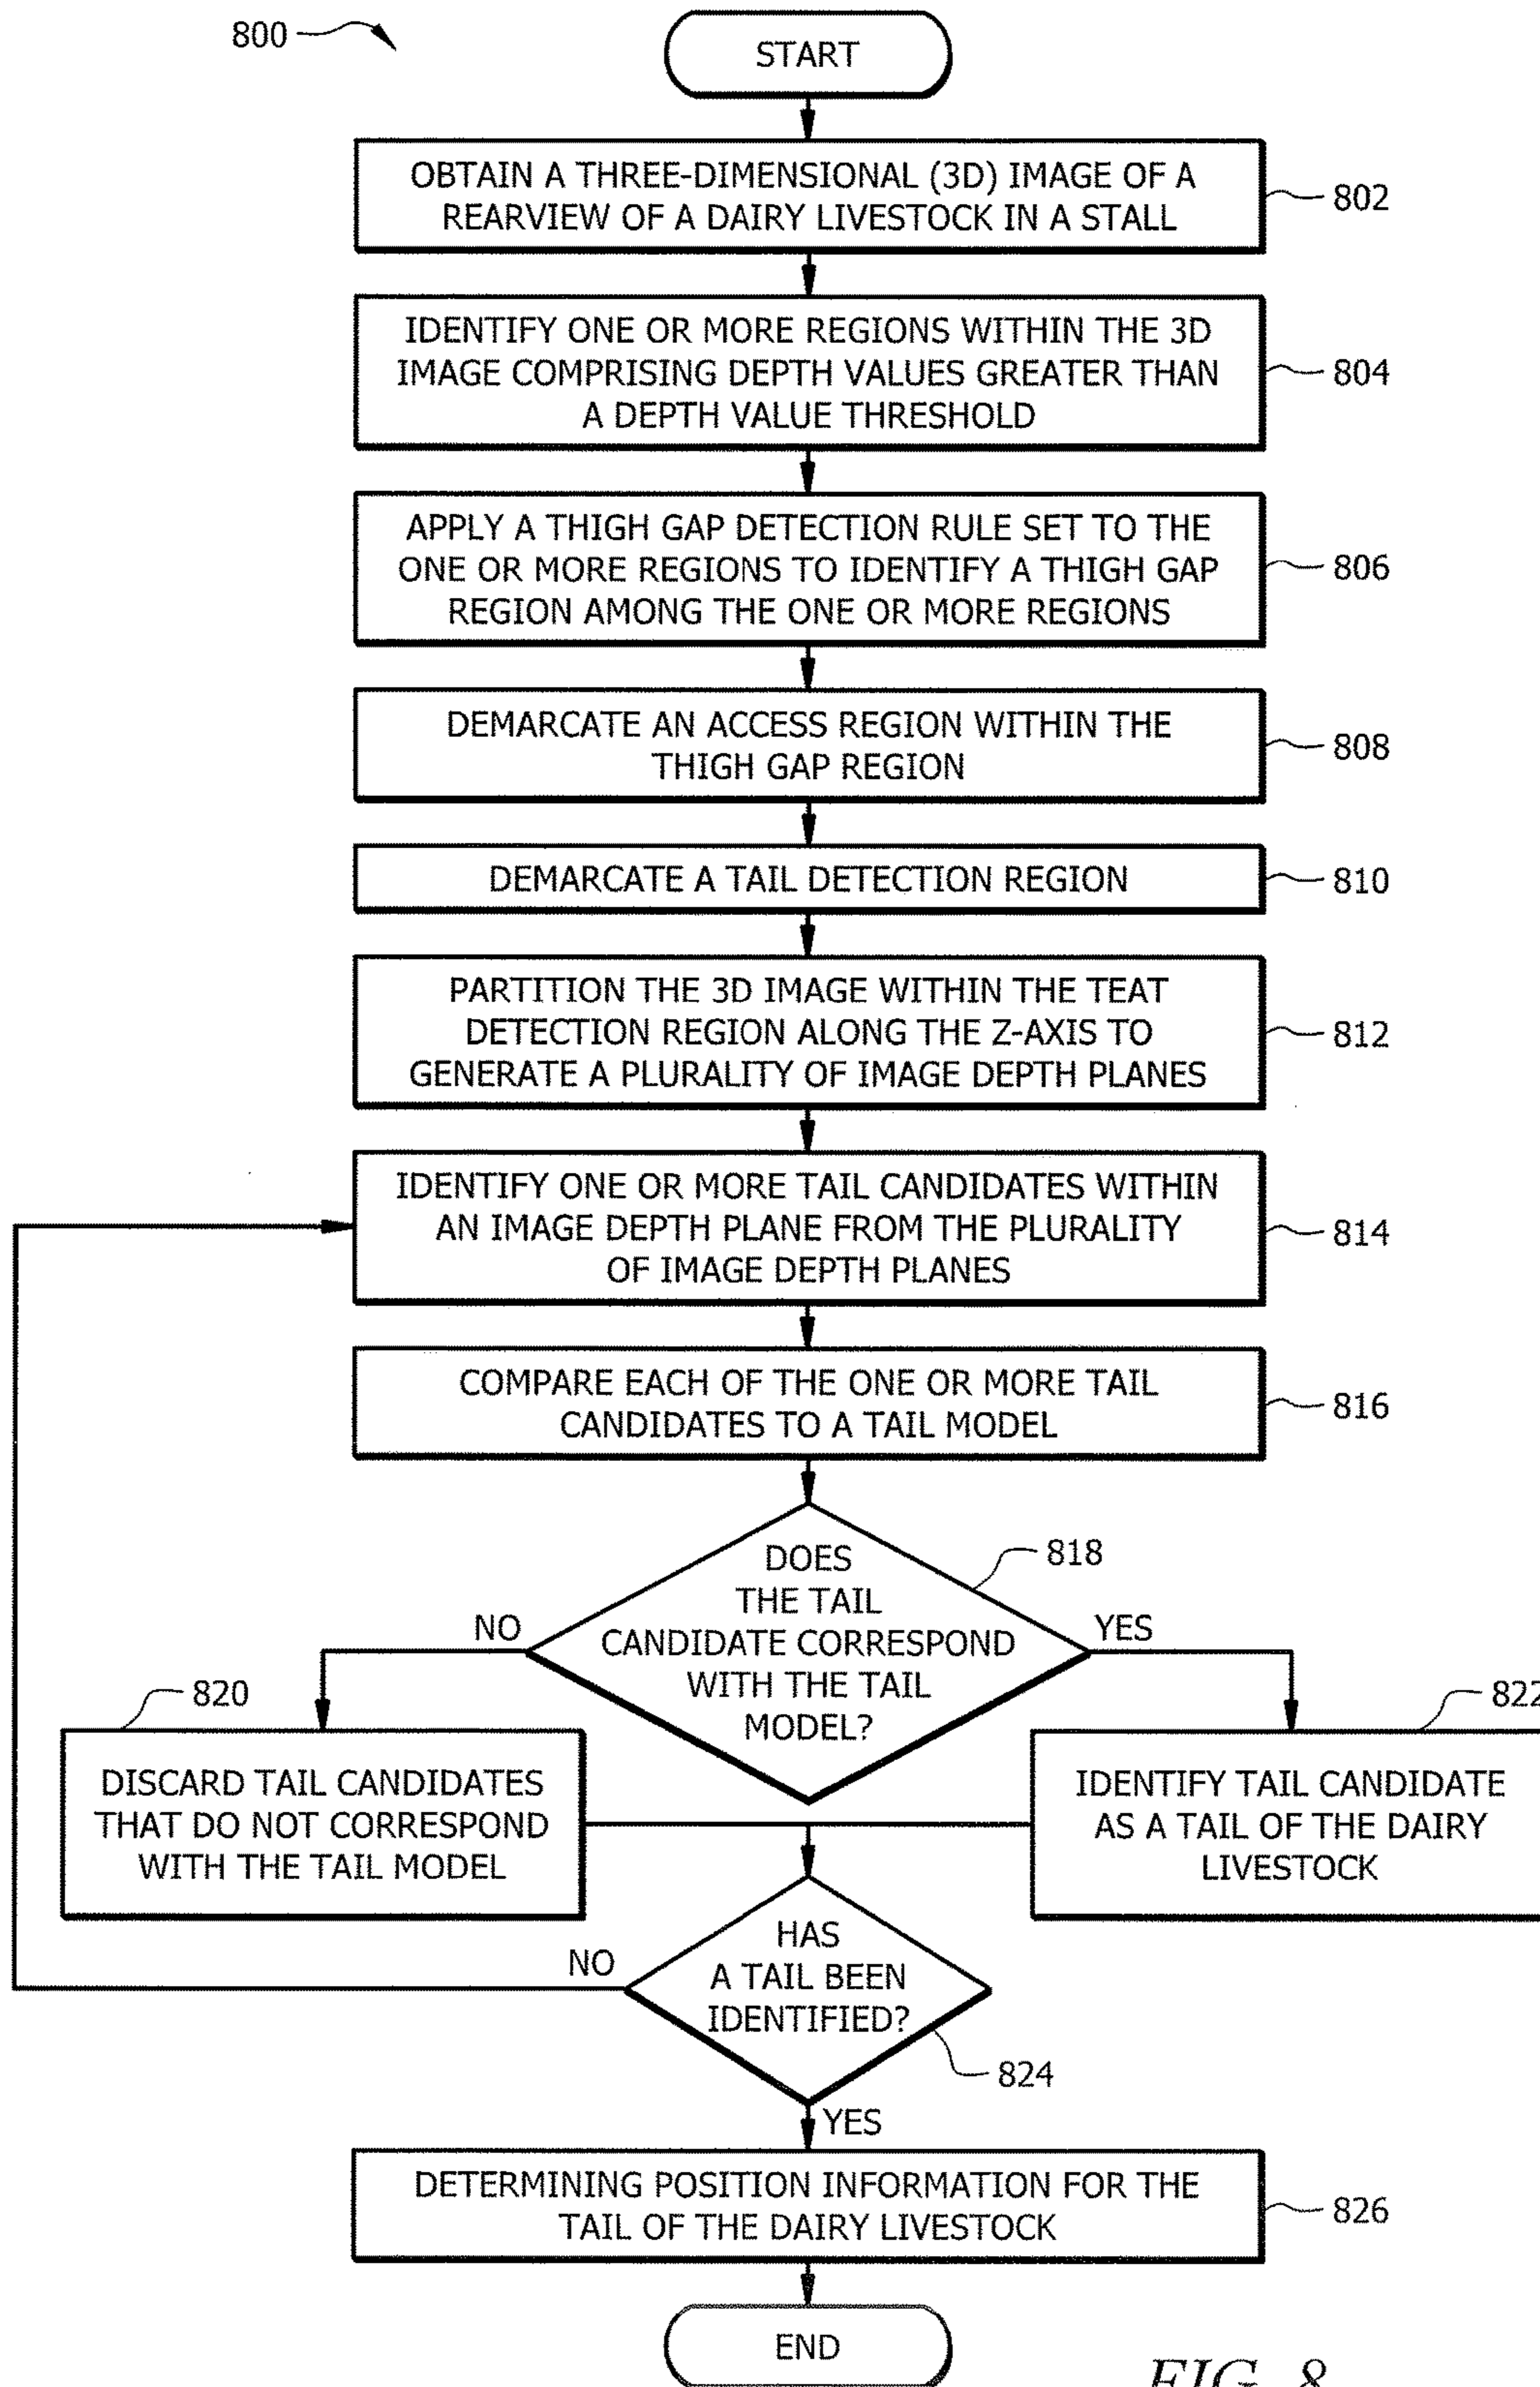 800
START
OBTAIN A THREE-DIMENSIONAL (3D) IMAGE OF A
REARVIEW OF A DAIRY LIVESTOCK IN A STALL
802
IDENTIFY ONE OR MORE REGIONS WITHIN THE 3D
IMAGE COMPRISING DEPTH VALUES GREATER THAN
A DEPTH VALUE THRESHOLD
804
APPLY A THIGH GAP DETECTION RULE SET TO THE
ONE OR MORE REGIONS TO IDENTIFY A THIGH GAP
REGION AMONG THE ONE OR MORE REGIONS
806
DEMARCATE AN ACCESS REGION WITHIN THE
THIGH GAP REGION
808
DEMARCATE A TAIL DETECTION REGION
810
PARTITION THE 3D IMAGE WITHIN THE TEAT
DETECTION REGION ALONG THE Z-AXIS TO
GENERATE A PLURALITY OF IMAGE DEPTH PLANES
812
IDENTIFY ONE OR MORE TAIL CANDIDATES WITHIN
AN IMAGE DEPTH PLANE FROM THE PLURALITY
OF IMAGE DEPTH PLANES
814
COMPARE EACH OF THE ONE OR MORE TAIL
CANDIDATES TO A TAIL MODEL
816
DOES
THE TAIL
CANDIDATE CORRESPOND
WITH THE TAIL
MODEL?
818
NO
YES
820
DISCARD TAIL CANDIDATES
THAT DO NOT CORRESPOND
WITH THE TAIL MODEL
822
IDENTIFY TAIL CANDIDATE
AS A TAIL OF THE DAIRY
LIVESTOCK
HAS
A TAIL BEEN
IDENTIFIED?
NO
824
YES
DETERMINING POSITION INFORMATION FOR THE
TAIL OF THE DAIRY LIVESTOCK
826
END
FIG. 8